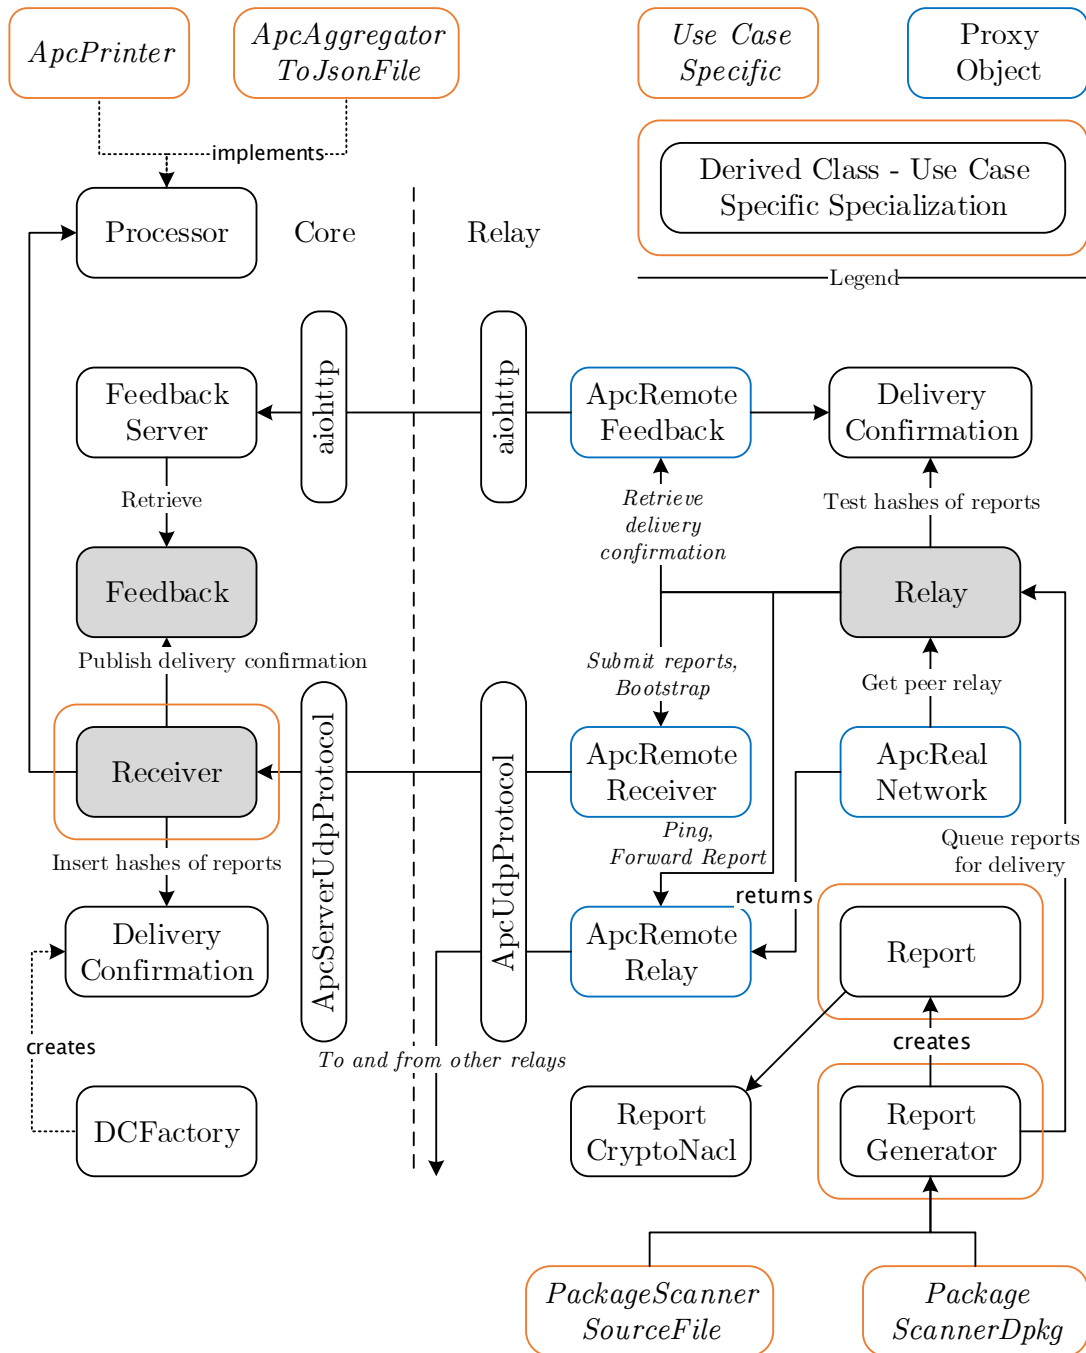 ApcPrinter
ApcAggregator
ToJsonFile
Use Case
Specific
Proxy
Object
implements
Derived Class - Use Case
Specific Specialization
Processor
Core
Relay
Legend
Feedback
Server
aiohttp
aiohttp
ApcRemote
Feedback
Delivery
Confirmation
Retrieve
Retrieve
delivery
confirmation
Test hashes of reports
Feedback
Relay
Publish delivery confirmation
Submit reports,
Bootstrap
Get peer relay
Receiver
ApcServerUdpProtocol
ApcUdpProtocol
ApcRemote
Receiver
ApcReal
Network
Insert hashes of reports
Ping,
Forward Report
Queue reports
for delivery
returns
Delivery
Confirmation
ApcRemote
Relay
Report
creates
To and from other relays
creates
DCFactory
Report
CryptoNacl
Report
Generator
PackageScanner
SourceFile
Package
ScannerDpkg